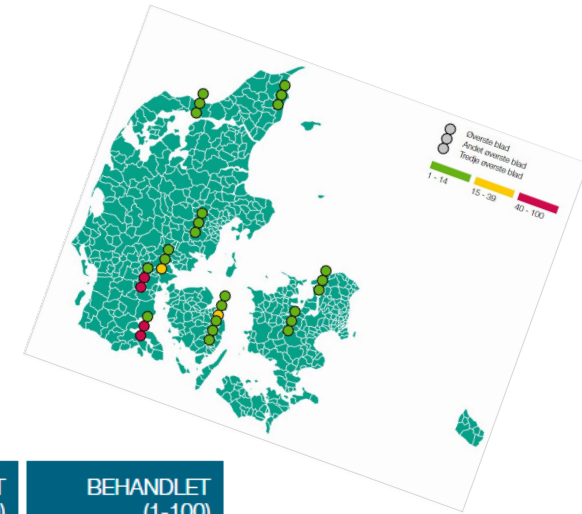 Øverste blad
Andet øverste blad
Tredje øverste blad
1 - 14
15 - 39
40 - 100
BEHANDLET
(1-100)